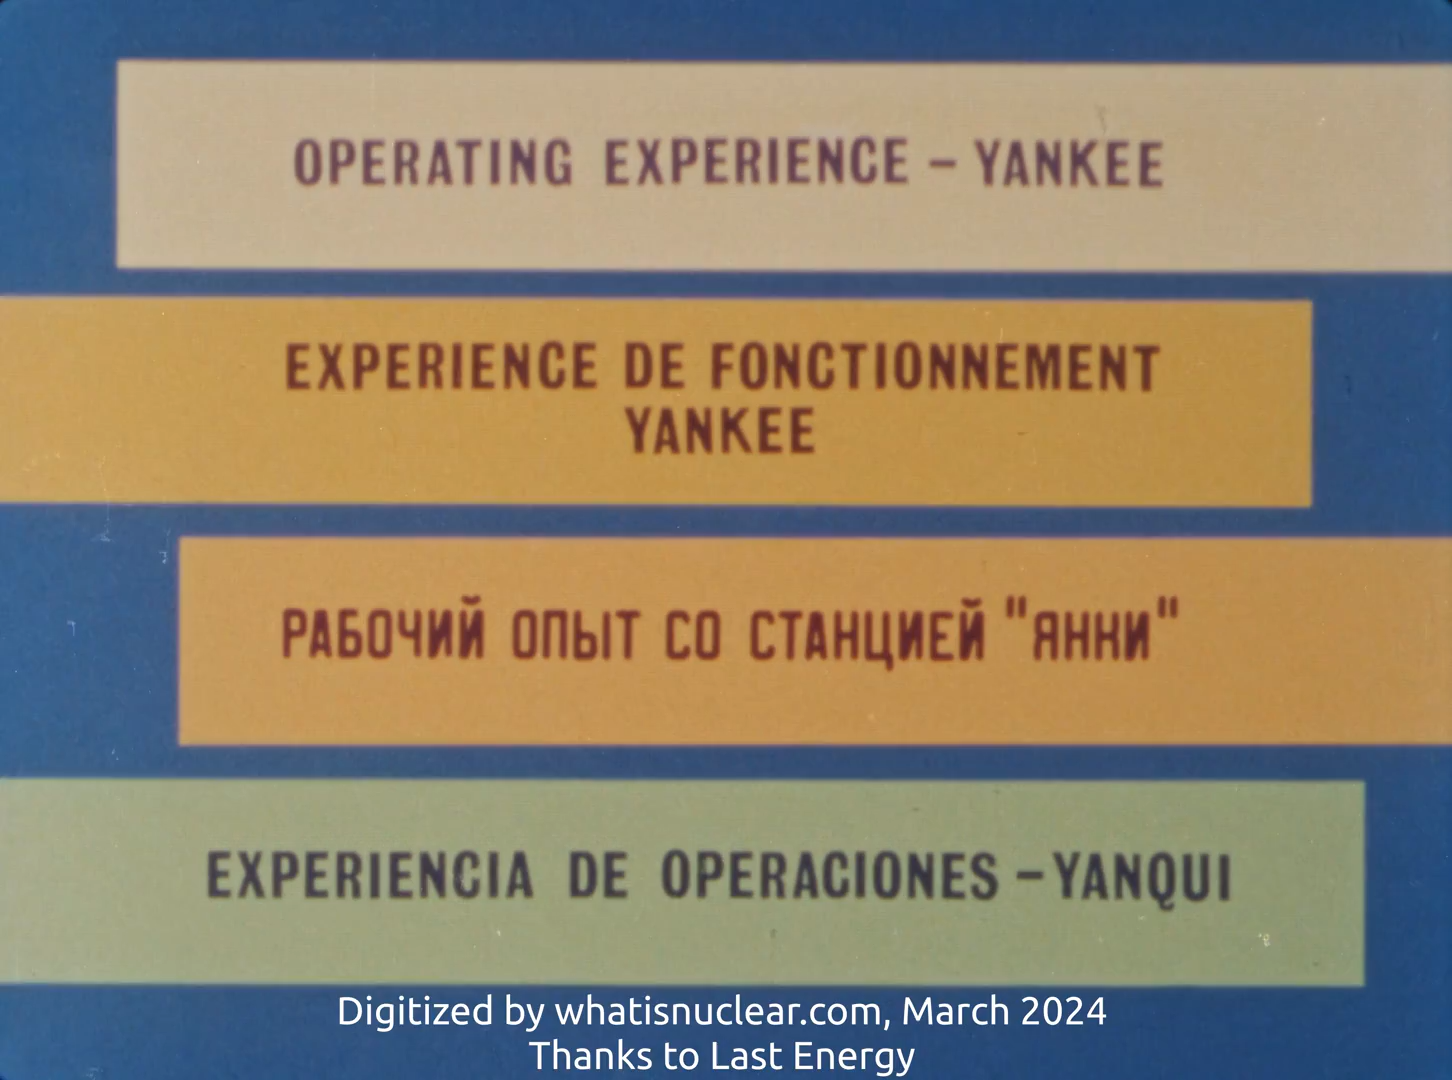 OPERATING EXPERIENCE – YANKEE
EXPERIENCE DE FONCTIONNEMENT
YANKEE
РАБОЧИЙ ОПЫТ СО СТАНЦИЕЙ "ЯННИ"
EXPERIENCIA DE OPERACIONES – YANQUI
Digitized by whatisnuclear.com, March 2024
Thanks to Last Energy